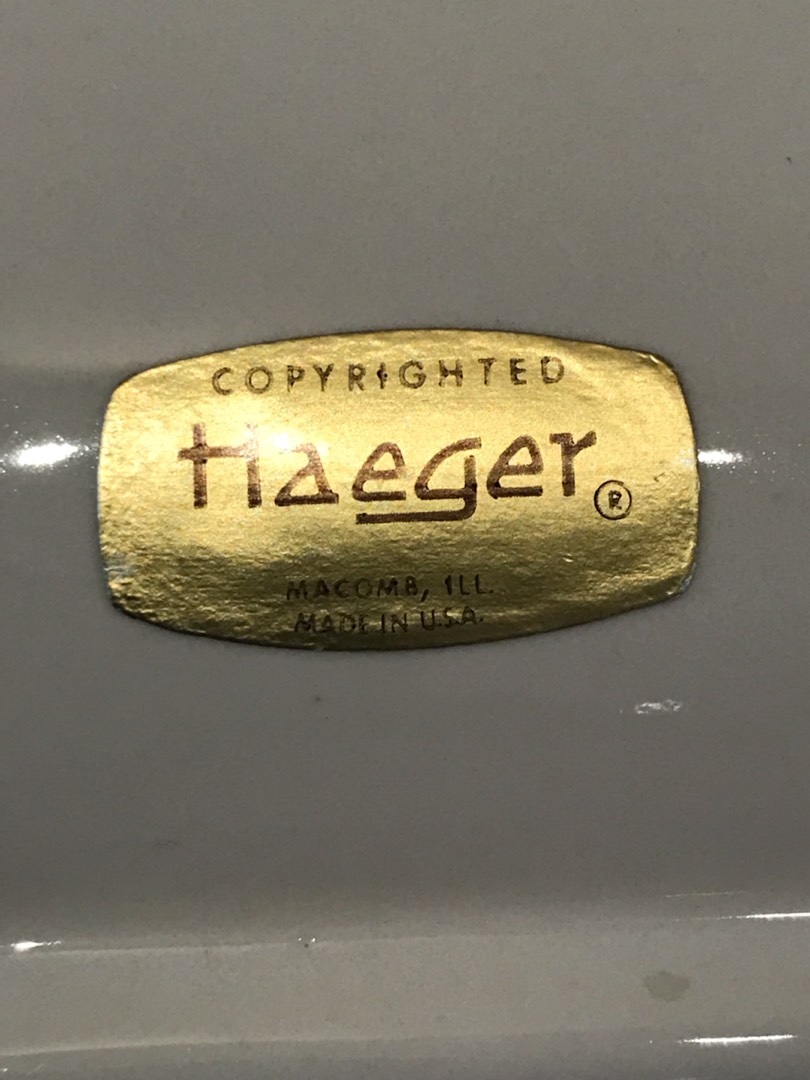 COPYRIGHTED
Haeger ®
MACOMB, ILL.
MADE IN U.S.A.